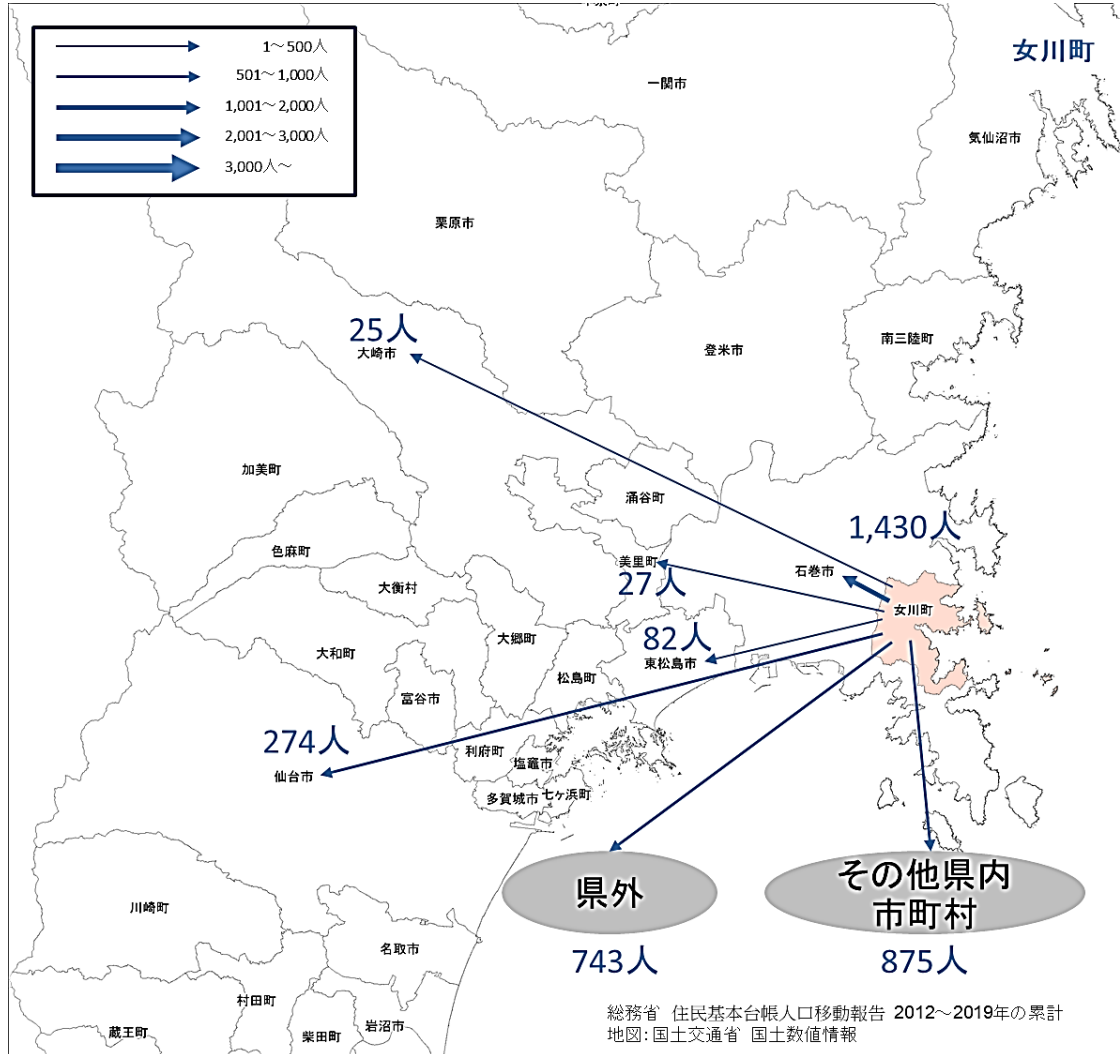 女川町
1～500人
501～1,000人
1,001～2,000人
2,001～3,000人
3,000人～
一関市
気仙沼市
栗原市
25人
大崎市
登米市
南三陸町
加美町
涌谷町
1,430人
色麻町
美里町
石巻市
27人
大衡村
女川町
大郷町
82人
大和町
東松島市
松島町
富谷市
274人
利府町
塩竈市
仙台市
多賀城市
七ヶ浜町
県外
その他県内
市町村
川崎町
名取市
743人
875人
村田町
岩沼市
蔵王町
柴田町
総務省 住民基本台帳人口移動報告 2012～2019年の累計
地図：国土交通省 国土数値情報